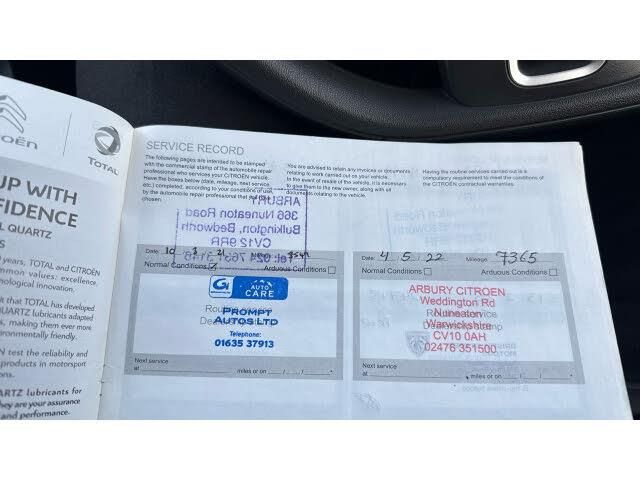 TOTAL
UP WITH
FIDENCE
L QUARTZ
S
years, TOTAL and CITROËN
mmon values: excellence,
hnological innovation.
t that TOTAL has developed
QUARTZ lubricants adapted
s, making them ever more
ronmentally friendly.
N test the reliability and
products in motorsport
ns.
ARTZ lubricants for
they are your assurance
and performance.
SERVICE RECORD
The following pages are intended to be stamped
with the commercial stamp of the automobile repair
professional who services your CITROËN vehicle.
Have the boxes below (date, mileage, next service,
etc.) completed, according to your condition of use,
by the automobile repair professional that you have
chosen.
You are advised to retain any invoices or documents
relating to work carried out on your vehicle.
In the event of resale of the vehicle, it is necessary
to give them to the new owner, along with all
documents relating to the vehicle.
Having the routine services carried out is a
compulsory requirement to meet the conditions of
the CITROËN contractual warranties.
ARBURY
365 Nuneaton Road
Bulkington, Bedworth
CV12 9RR
Date: 10 3 21
Normal Conditions ☑ Arduous Conditions ☐
AUTO
CARE
PROMPT
AUTOS LTD
Telephone:
01635 37913
Next service
at miles or on / / *
Date: 4 5 22 Mileage: 7365
Normal Conditions ☐ Arduous Conditions ☐
ARBURY CITROEN
Weddington Rd
Nuneaton
Warwickshire
CV10 0AH
02476 351500
Next service
at miles or on / / *